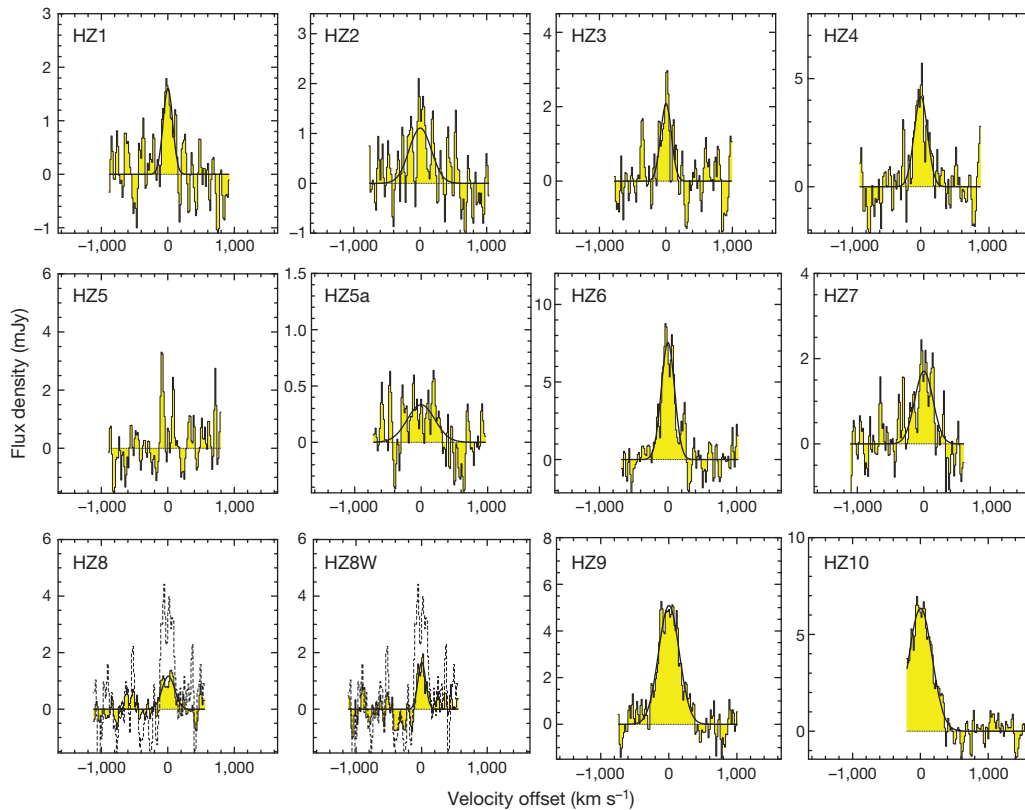 HZ1 HZ2 HZ3 HZ4
3 3 4 
2 2 5
1 1 2
0 0 0 0
–1 –1
–1,000 0 1,000 –1,000 0 1,000 –1,000 0 1,000 –1,000 0 1,000
6 1.5 4
HZ5 HZ5a HZ6 HZ7
10
4 1.0
2
2 0.5 5
0 0 0 0
–1,000 0 1,000 –1,000 0 1,000 –1,000 0 1,000 –1,000 0 1,000
6 6 8 10
HZ8 HZ8W HZ9 HZ10
4 4 6
5
2 2 4
2
0 0 0 0
–1,000 0 1,000 –1,000 0 1,000 –1,000 0 1,000 –1,000 0 1,000
Flux density (mJy)
Velocity offset (km s⁻¹)